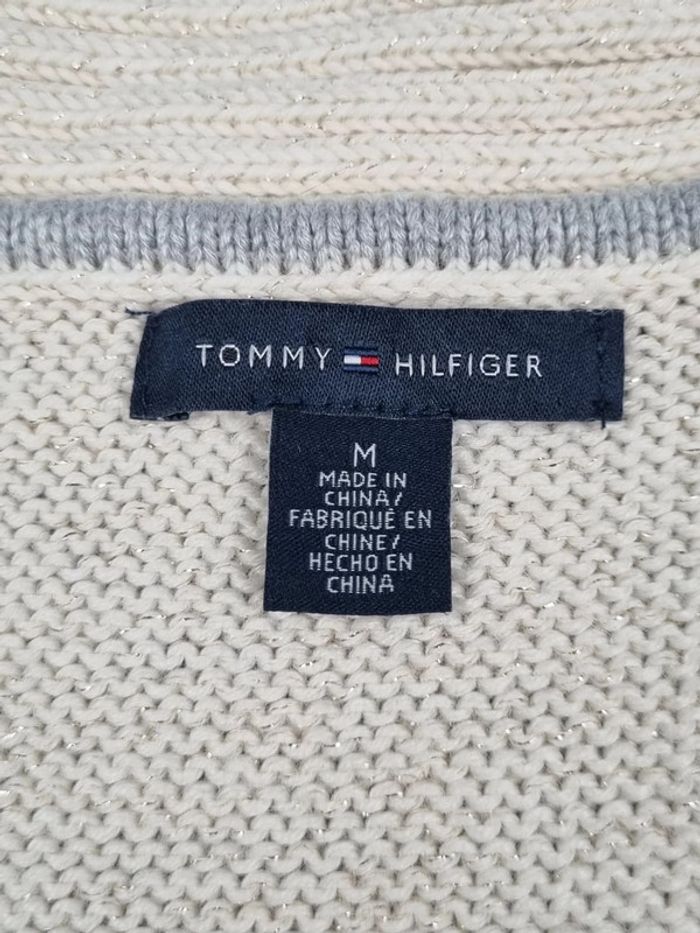 TOMMY HILFIGER
M
MADE IN
CHINA/
FABRIQUÉ EN
CHINE/
HECHO EN
CHINA